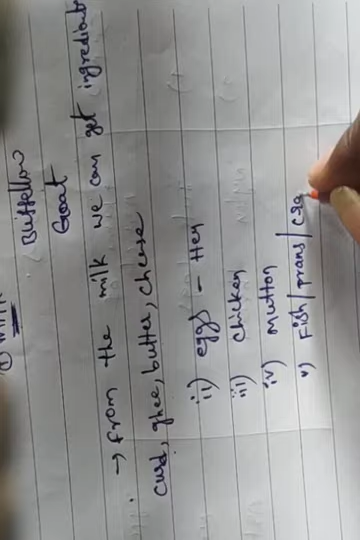 Buffellow
Goat
→ from the milk we can get ingredients
curd, ghee, butter, cheese
ii) eggs - Hen
iii) chicken
iv) mutton
v) Fish/prans/cra